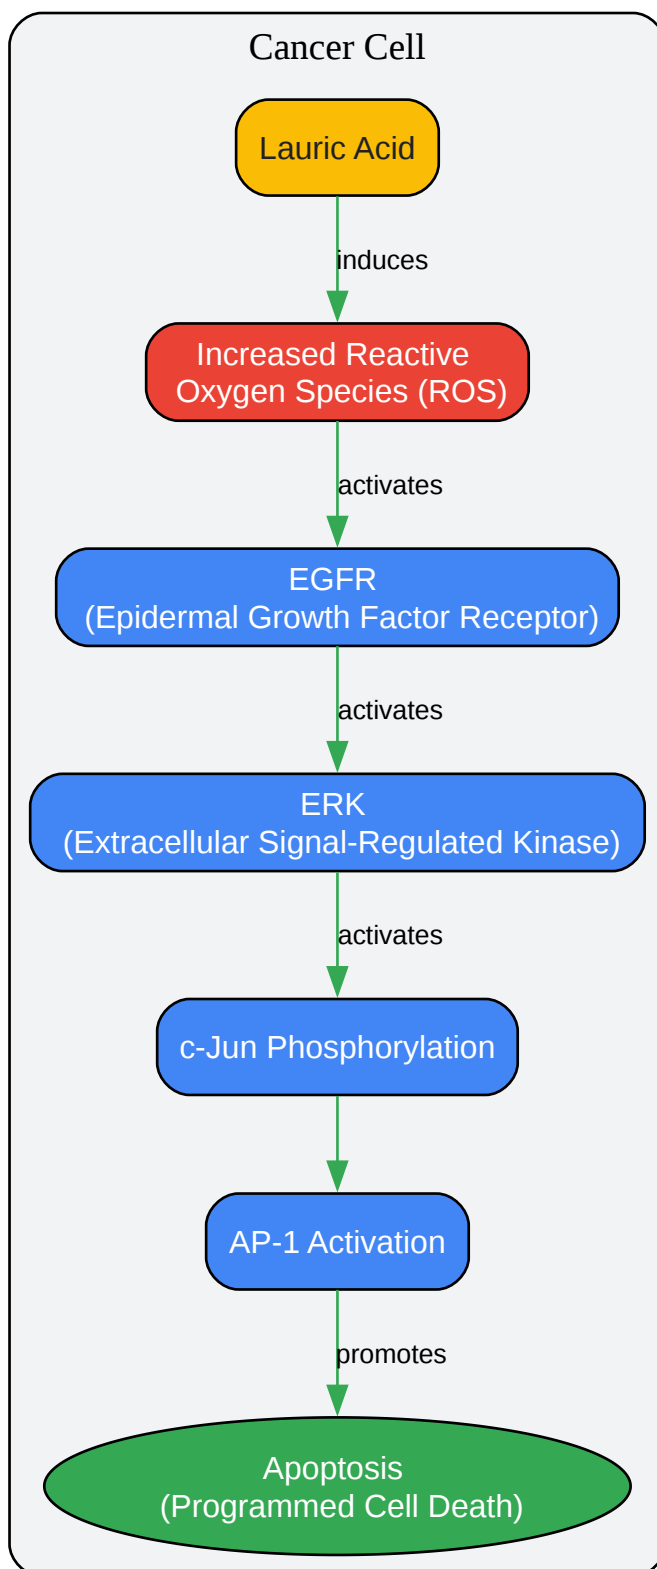 Cancer Cell
Lauric Acid
induces
Increased Reactive
Oxygen Species (ROS)
activates
EGFR
(Epidermal Growth Factor Receptor)
activates
ERK
(Extracellular Signal-Regulated Kinase)
activates
c-Jun Phosphorylation
AP-1 Activation
promotes
Apoptosis
(Programmed Cell Death)